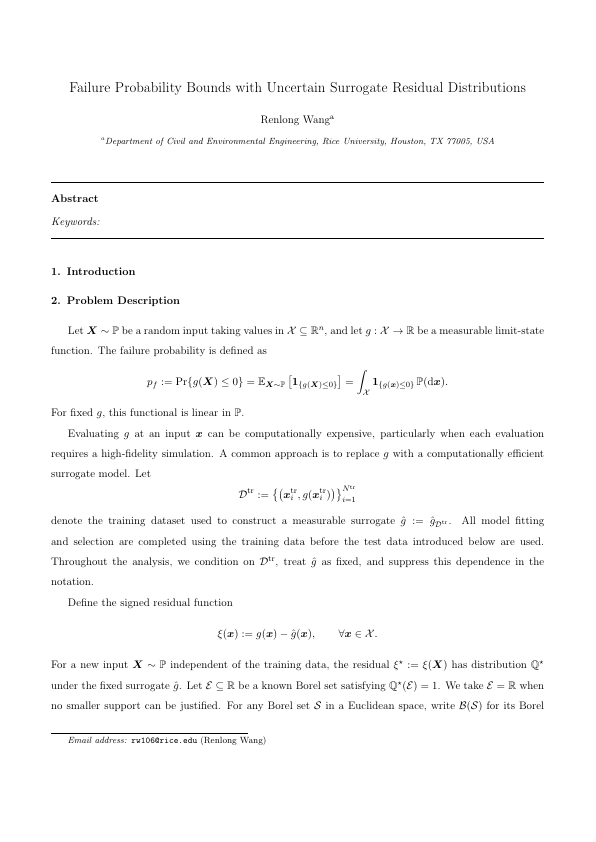 Failure Probability Bounds with Uncertain Surrogate Residual Distributions
Renlong Wangᵃ
ᵃDepartment of Civil and Environmental Engineering, Rice University, Houston, TX 77005, USA
Abstract
Keywords:
1. Introduction
2. Problem Description
Let 𝑿 ∼ ℙ be a random input taking values in 𝒳 ⊆ ℝⁿ, and let g : 𝒳 → ℝ be a measurable limit-state
function. The failure probability is defined as
p_f := Pr{g(𝑿) ≤ 0} = 𝔼_{𝑿∼ℙ} [𝟏_{{g(𝑿)≤0}}] = ∫_𝒳 𝟏_{{g(𝒙)≤0}} ℙ(d𝒙).
For fixed g, this functional is linear in ℙ.
Evaluating g at an input 𝒙 can be computationally expensive, particularly when each evaluation
requires a high-fidelity simulation. A common approach is to replace g with a computationally efficient
surrogate model. Let
𝒟ᵗʳ := {(𝒙ᵢᵗʳ, g(𝒙ᵢᵗʳ))}_{i=1}^{Nᵗʳ}
denote the training dataset used to construct a measurable surrogate ĝ := ĝ_{𝒟ᵗʳ}. All model fitting
and selection are completed using the training data before the test data introduced below are used.
Throughout the analysis, we condition on 𝒟ᵗʳ, treat ĝ as fixed, and suppress this dependence in the
notation.
Define the signed residual function
ξ(𝒙) := g(𝒙) − ĝ(𝒙), ∀𝒙 ∈ 𝒳.
For a new input 𝑿 ∼ ℙ independent of the training data, the residual ξ⋆ := ξ(𝑿) has distribution ℚ⋆
under the fixed surrogate ĝ. Let ℰ ⊆ ℝ be a known Borel set satisfying ℚ⋆(ℰ) = 1. We take ℰ = ℝ when
no smaller support can be justified. For any Borel set 𝒮 in a Euclidean space, write ℬ(𝒮) for its Borel
Email address: rw106@rice.edu (Renlong Wang)